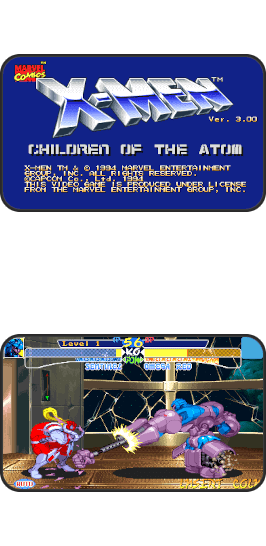 MARVEL
COMICS
X-MEN™
Ver. 3.00
CHILDREN OF THE ATOM
X-MEN TM & © 1994 MARVEL ENTERTAINMENT
GROUP, INC. ALL RIGHTS RESERVED.
©CAPCOM Co., Ltd. 1994
THIS VIDEO GAME IS PRODUCED UNDER LICENSE
FROM THE MARVEL ENTERTAINMENT GROUP, INC.
Level 1
56
KO
SENTINEL
OMEGA RED